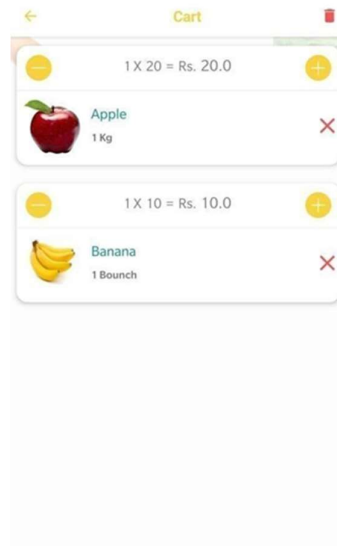 Cart
1 X 20 = Rs. 20.0
Apple
1 Kg
1 X 10 = Rs. 10.0
Banana
1 Bounch